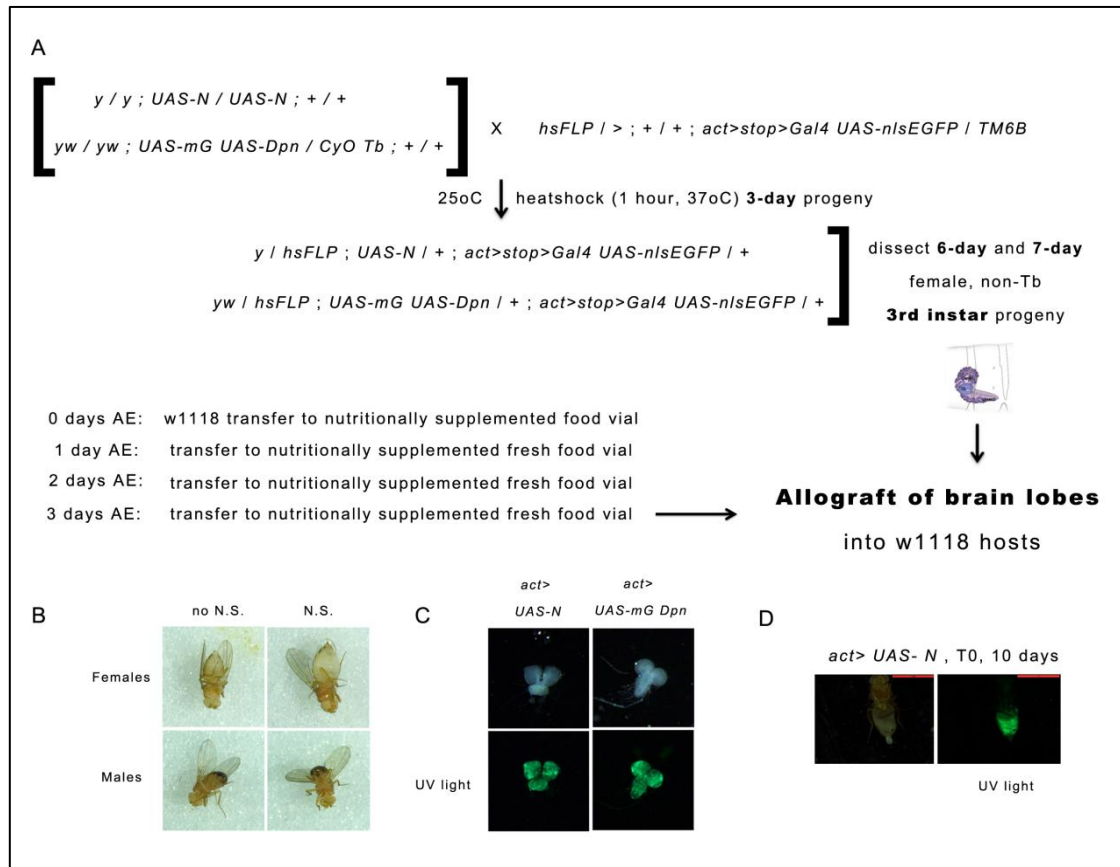 A
y / y ; UAS-N / UAS-N ; + / +
yw / yw ; UAS-mG UAS-Dpn / CyO Tb ; + / +
X hsFLP / > ; + / + ; act>stop>Gal4 UAS-nlsEGFP / TM6B
25oC heatshock (1 hour, 37oC) 3-day progeny
y / hsFLP ; UAS-N / + ; act>stop>Gal4 UAS-nlsEGFP / +
yw / hsFLP ; UAS-mG UAS-Dpn / + ; act>stop>Gal4 UAS-nlsEGFP / +
dissect 6-day and 7-day
female, non-Tb
3rd instar progeny
0 days AE: w1118 transfer to nutritionally supplemented food vial
1 day AE: transfer to nutritionally supplemented fresh food vial
2 days AE: transfer to nutritionally supplemented fresh food vial
3 days AE: transfer to nutritionally supplemented fresh food vial
Allograft of brain lobes
into w1118 hosts
B
no N.S. N.S.
Females
Males
C
act> act>
UAS-N UAS-mG Dpn
UV light
D
act> UAS- N , T0, 10 days
UV light